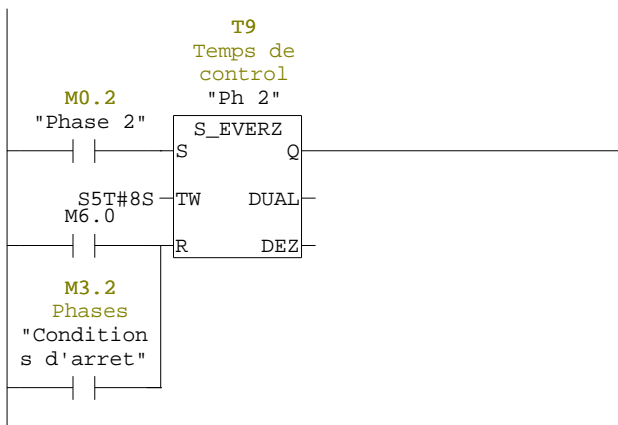 T9
Temps de
control
"Ph 2"
M0.2
"Phase 2"
S_EVERZ
S Q
S5T#8S TW DUAL
M6.0
R DEZ
M3.2
Phases
"Condition
s d'arret"